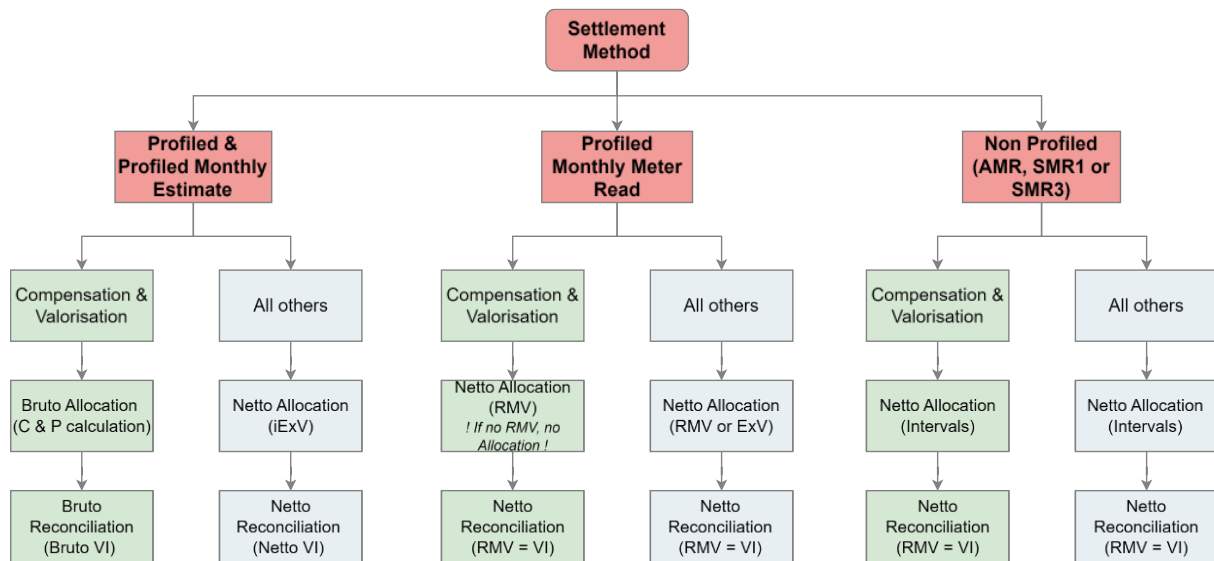 Settlement
Method
Profiled &
Profiled Monthly
Estimate
Profiled
Monthly Meter
Read
Non Profiled
(AMR, SMR1 or
SMR3)
Compensation &
Valorisation
All others
Compensation &
Valorisation
All others
Compensation &
Valorisation
All others
Bruto Allocation
(C & P calculation)
Netto Allocation
(iExV)
Netto Allocation
(RMV)
! If no RMV, no
Allocation !
Netto Allocation
(RMV or ExV)
Netto Allocation
(Intervals)
Netto Allocation
(Intervals)
Bruto
Reconciliation
(Bruto VI)
Netto
Reconciliation
(Netto VI)
Netto
Reconciliation
(RMV = VI)
Netto
Reconciliation
(RMV = VI)
Netto
Reconciliation
(RMV = VI)
Netto
Reconciliation
(RMV = VI)